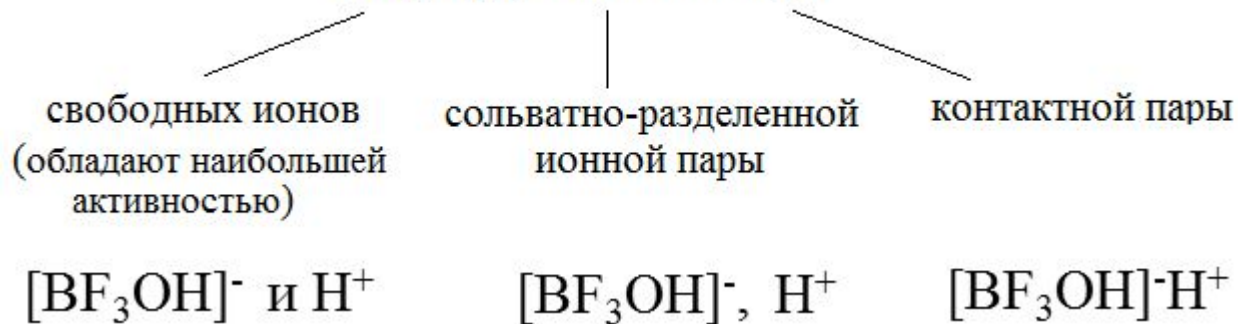 свободных ионов
(обладают наибольшей
активностью)
сольватно-разделенной
ионной пары
контактной пары
[BF₃OH]⁻ и H⁺
[BF₃OH]⁻, H⁺
[BF₃OH]⁻H⁺